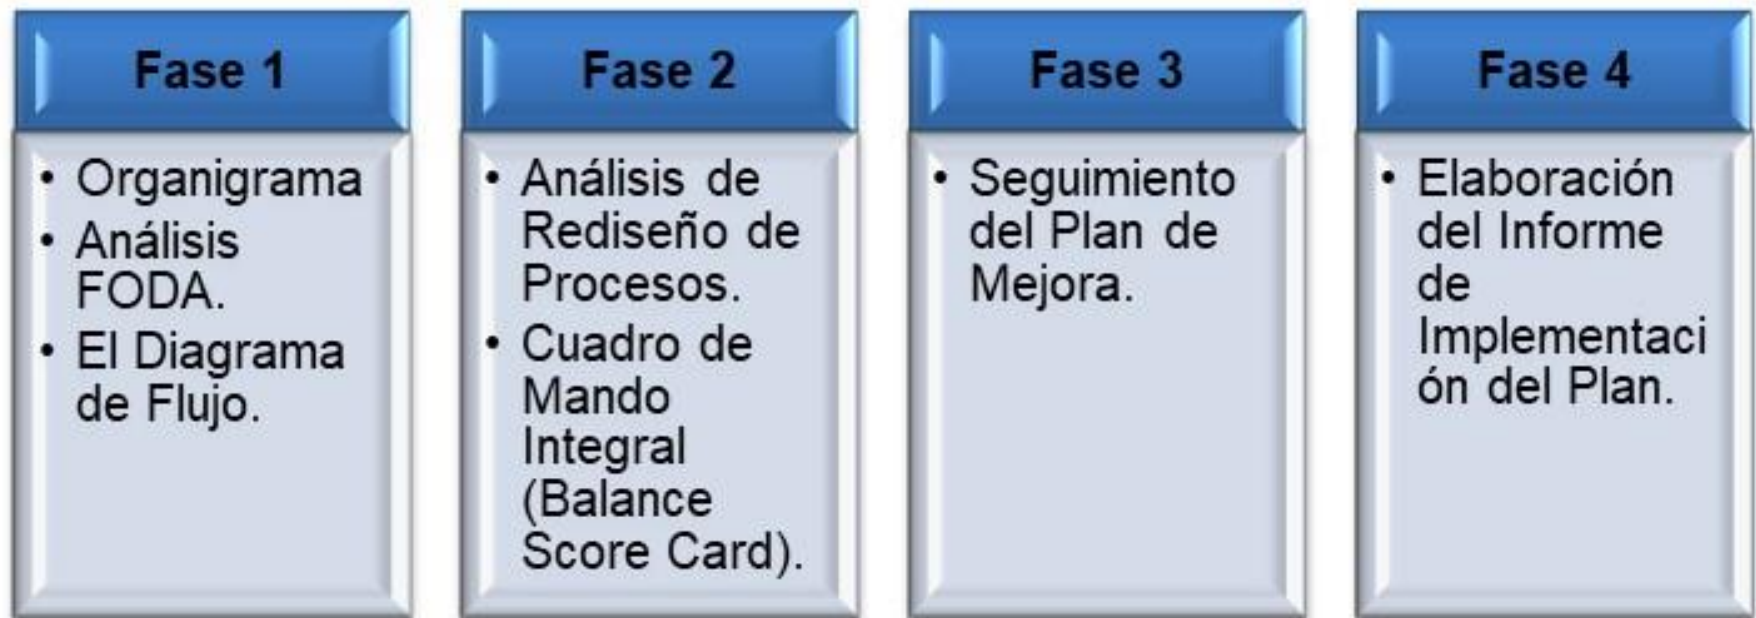 Fase 1
• Organigrama
• Análisis
FODA.
• El Diagrama
de Flujo.
Fase 2
• Análisis de
Rediseño de
Procesos.
• Cuadro de
Mando
Integral
(Balance
Score Card).
Fase 3
• Seguimiento
del Plan de
Mejora.
Fase 4
• Elaboración
del Informe
de
Implementaci
ón del Plan.